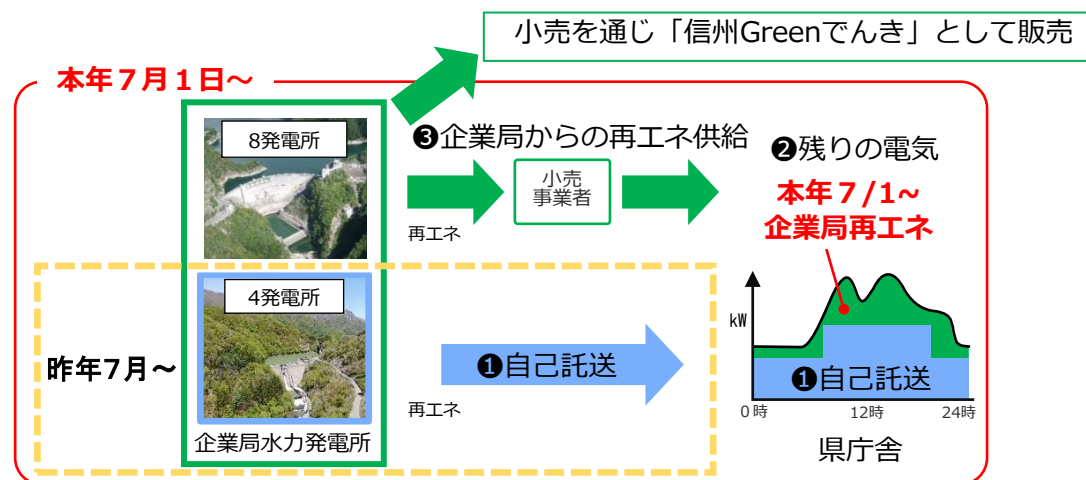 小売を通じ「信州Greenでんき」として販売
本年７月１日～
8発電所
❸企業局からの再エネ供給
小売
事業者
再エネ
❷残りの電気
本年７/1~
企業局再エネ
4発電所
昨年7月～
❶自己託送
再エネ
企業局水力発電所
kW
❶自己託送
０時
12時
24時
県庁舎